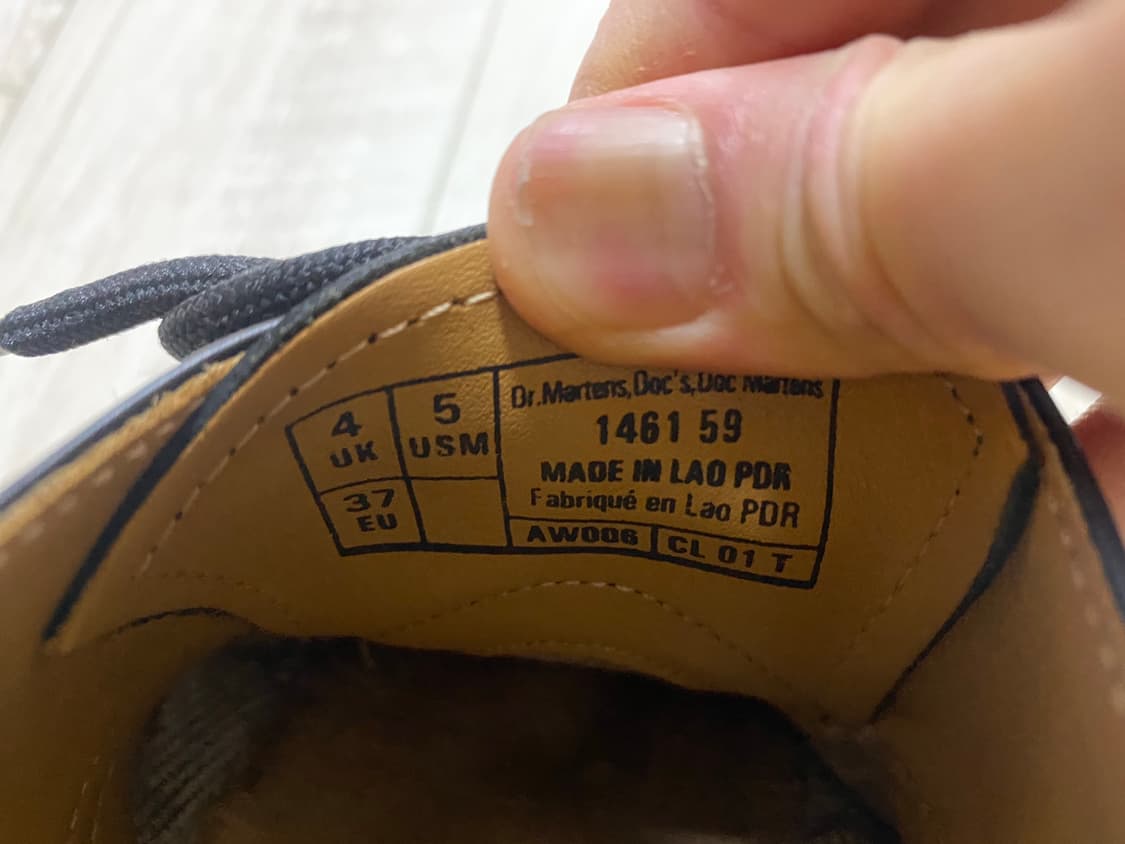 4
UK
5
USM
37
EU
Dr.Martens,Doc's,Doc Martens
1461 59
MADE IN LAO PDR
Fabriqué en Lao PDR
AW006
CL 01 T